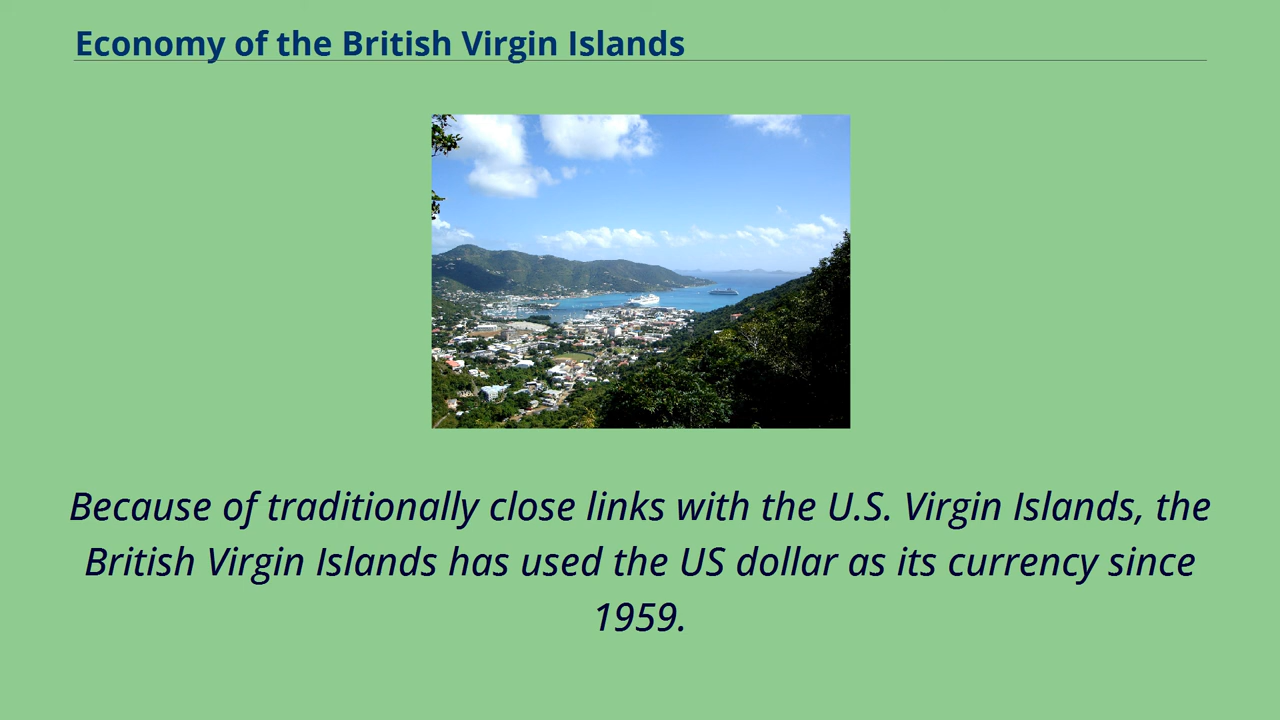 Economy of the British Virgin Islands
Because of traditionally close links with the U.S. Virgin Islands, the
British Virgin Islands has used the US dollar as its currency since
1959.